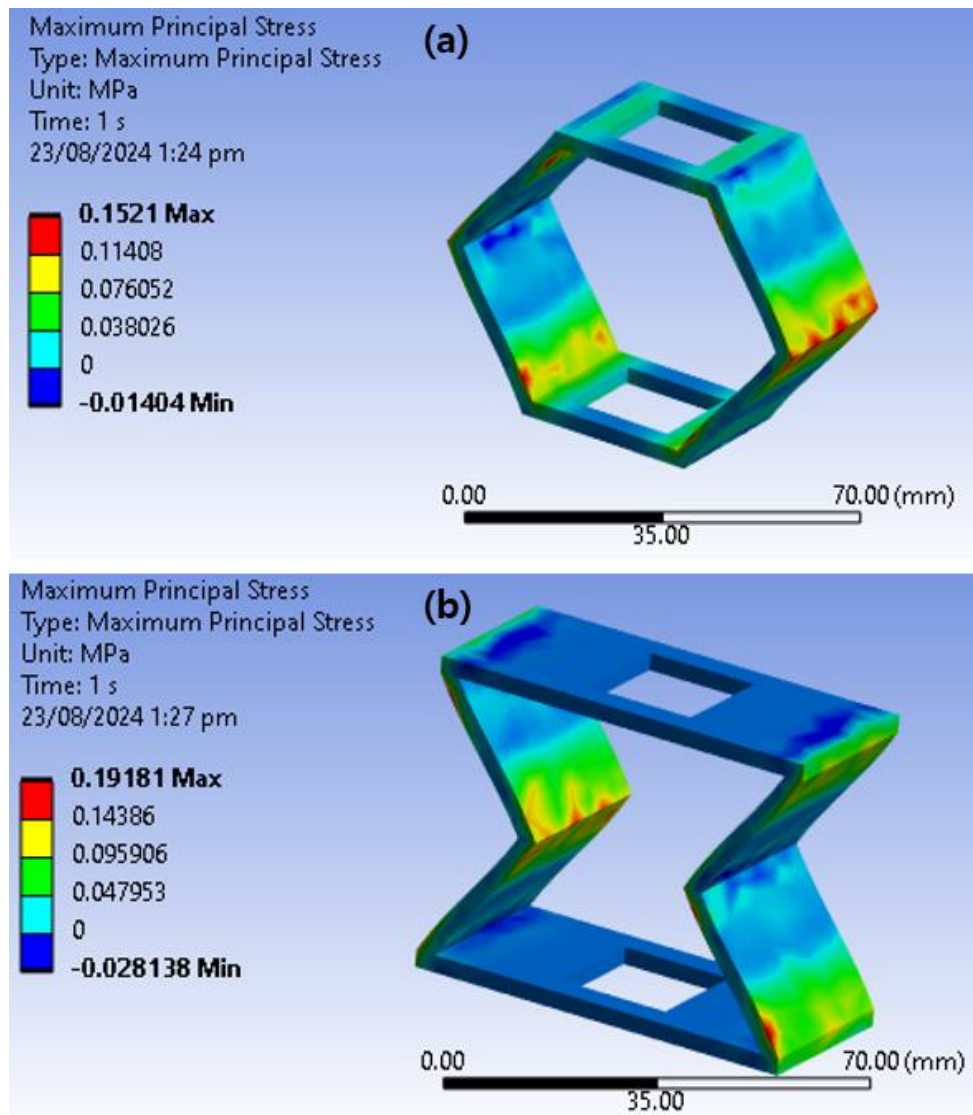 Maximum Principal Stress
Type: Maximum Principal Stress
Unit: MPa
Time: 1 s
23/08/2024 1:24 pm
(a)
0.1521 Max
0.11408
0.076052
0.038026
0
-0.01404 Min
0.00
70.00 (mm)
35.00
Maximum Principal Stress
Type: Maximum Principal Stress
Unit: MPa
Time: 1 s
23/08/2024 1:27 pm
(b)
0.19181 Max
0.14386
0.095906
0.047953
0
-0.028138 Min
0.00
70.00 (mm)
35.00